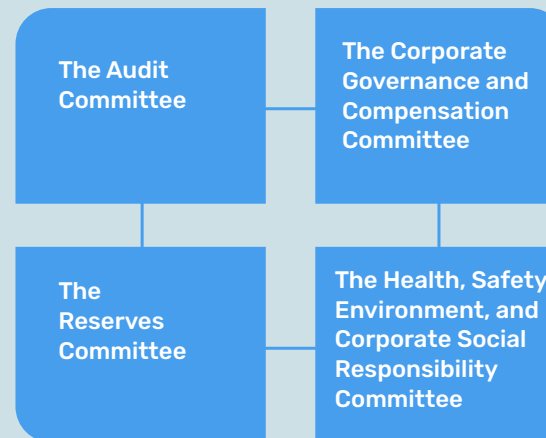 The Audit
Committee
The Corporate
Governance and
Compensation
Committee
The
Reserves
Committee
The Health, Safety
Environment, and
Corporate Social
Responsibility
Committee